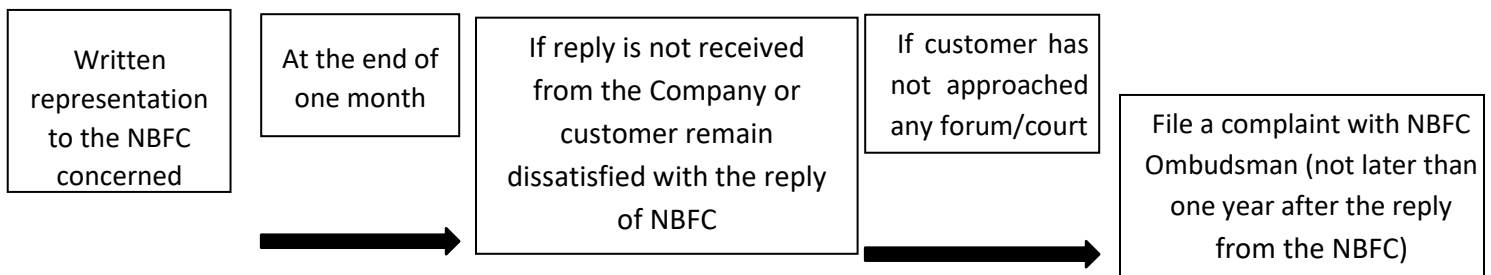 Written
representation
to the NBFC
concerned
At the end of
one month
If reply is not received
from the Company or
customer remain
dissatisfied with the reply
of NBFC
If customer has
not approached
any forum/court
File a complaint with NBFC
Ombudsman (not later than
one year after the reply
from the NBFC)